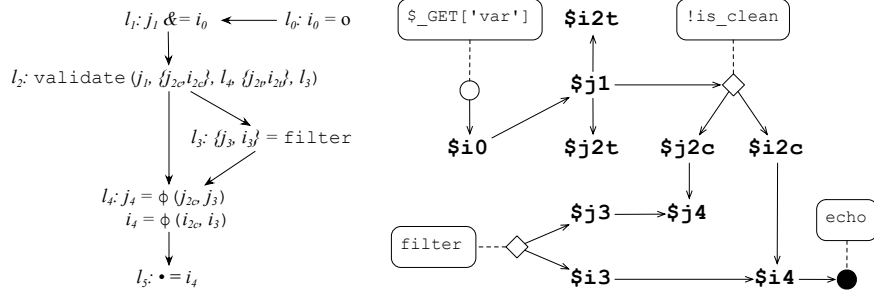 l1: j1 &= i0
l0: i0 = o
l2: validate (j1, {j2c,i2c}, l4, {j2t,i2t}, l3)
l3: {j3, i3} = filter
l4: j4 = ϕ (j2c, j3)
i4 = ϕ (i2c, i3)
l5: • = i4
$_GET['var']
$i2t
!is_clean
$j1
$i0
$j2t
$j2c
$i2c
$j3
$j4
echo
filter
$i3
$i4